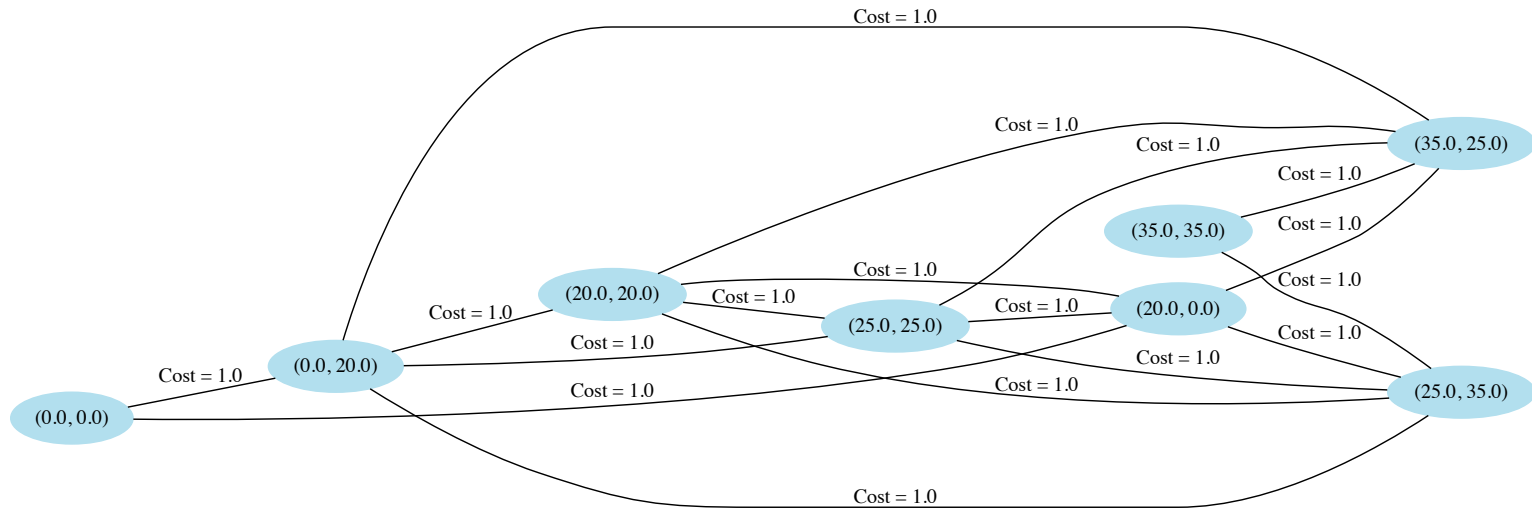 Cost = 1.0
Cost = 1.0
Cost = 1.0
(35.0, 25.0)
Cost = 1.0
Cost = 1.0
(35.0, 35.0)
Cost = 1.0
Cost = 1.0
(20.0, 20.0)
Cost = 1.0
Cost = 1.0
Cost = 1.0
(20.0, 0.0)
Cost = 1.0
(25.0, 25.0)
Cost = 1.0
Cost = 1.0
Cost = 1.0
(0.0, 20.0)
Cost = 1.0
Cost = 1.0
Cost = 1.0
(25.0, 35.0)
(0.0, 0.0)
Cost = 1.0